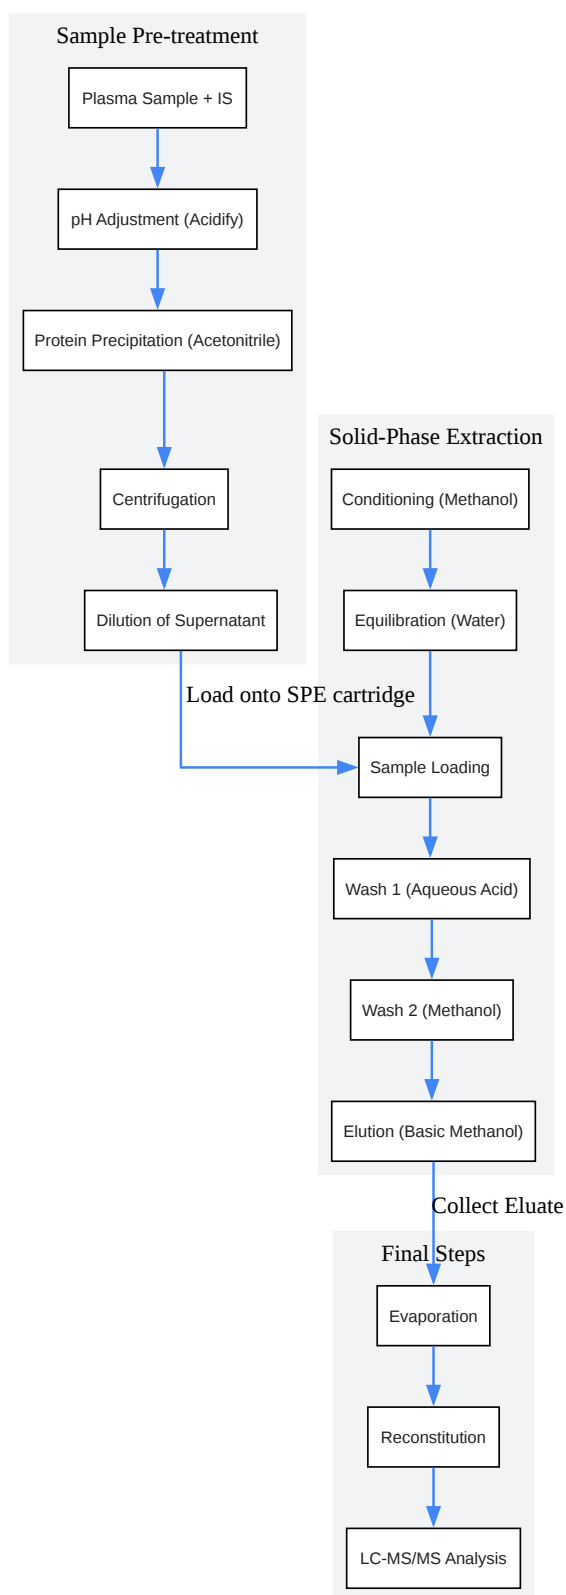 Sample Pre-treatment
Plasma Sample + IS
pH Adjustment (Acidify)
Protein Precipitation (Acetonitrile)
Centrifugation
Dilution of Supernatant
Load onto SPE cartridge
Solid-Phase Extraction
Conditioning (Methanol)
Equilibration (Water)
Sample Loading
Wash 1 (Aqueous Acid)
Wash 2 (Methanol)
Elution (Basic Methanol)
Collect Eluate
Final Steps
Evaporation
Reconstitution
LC-MS/MS Analysis